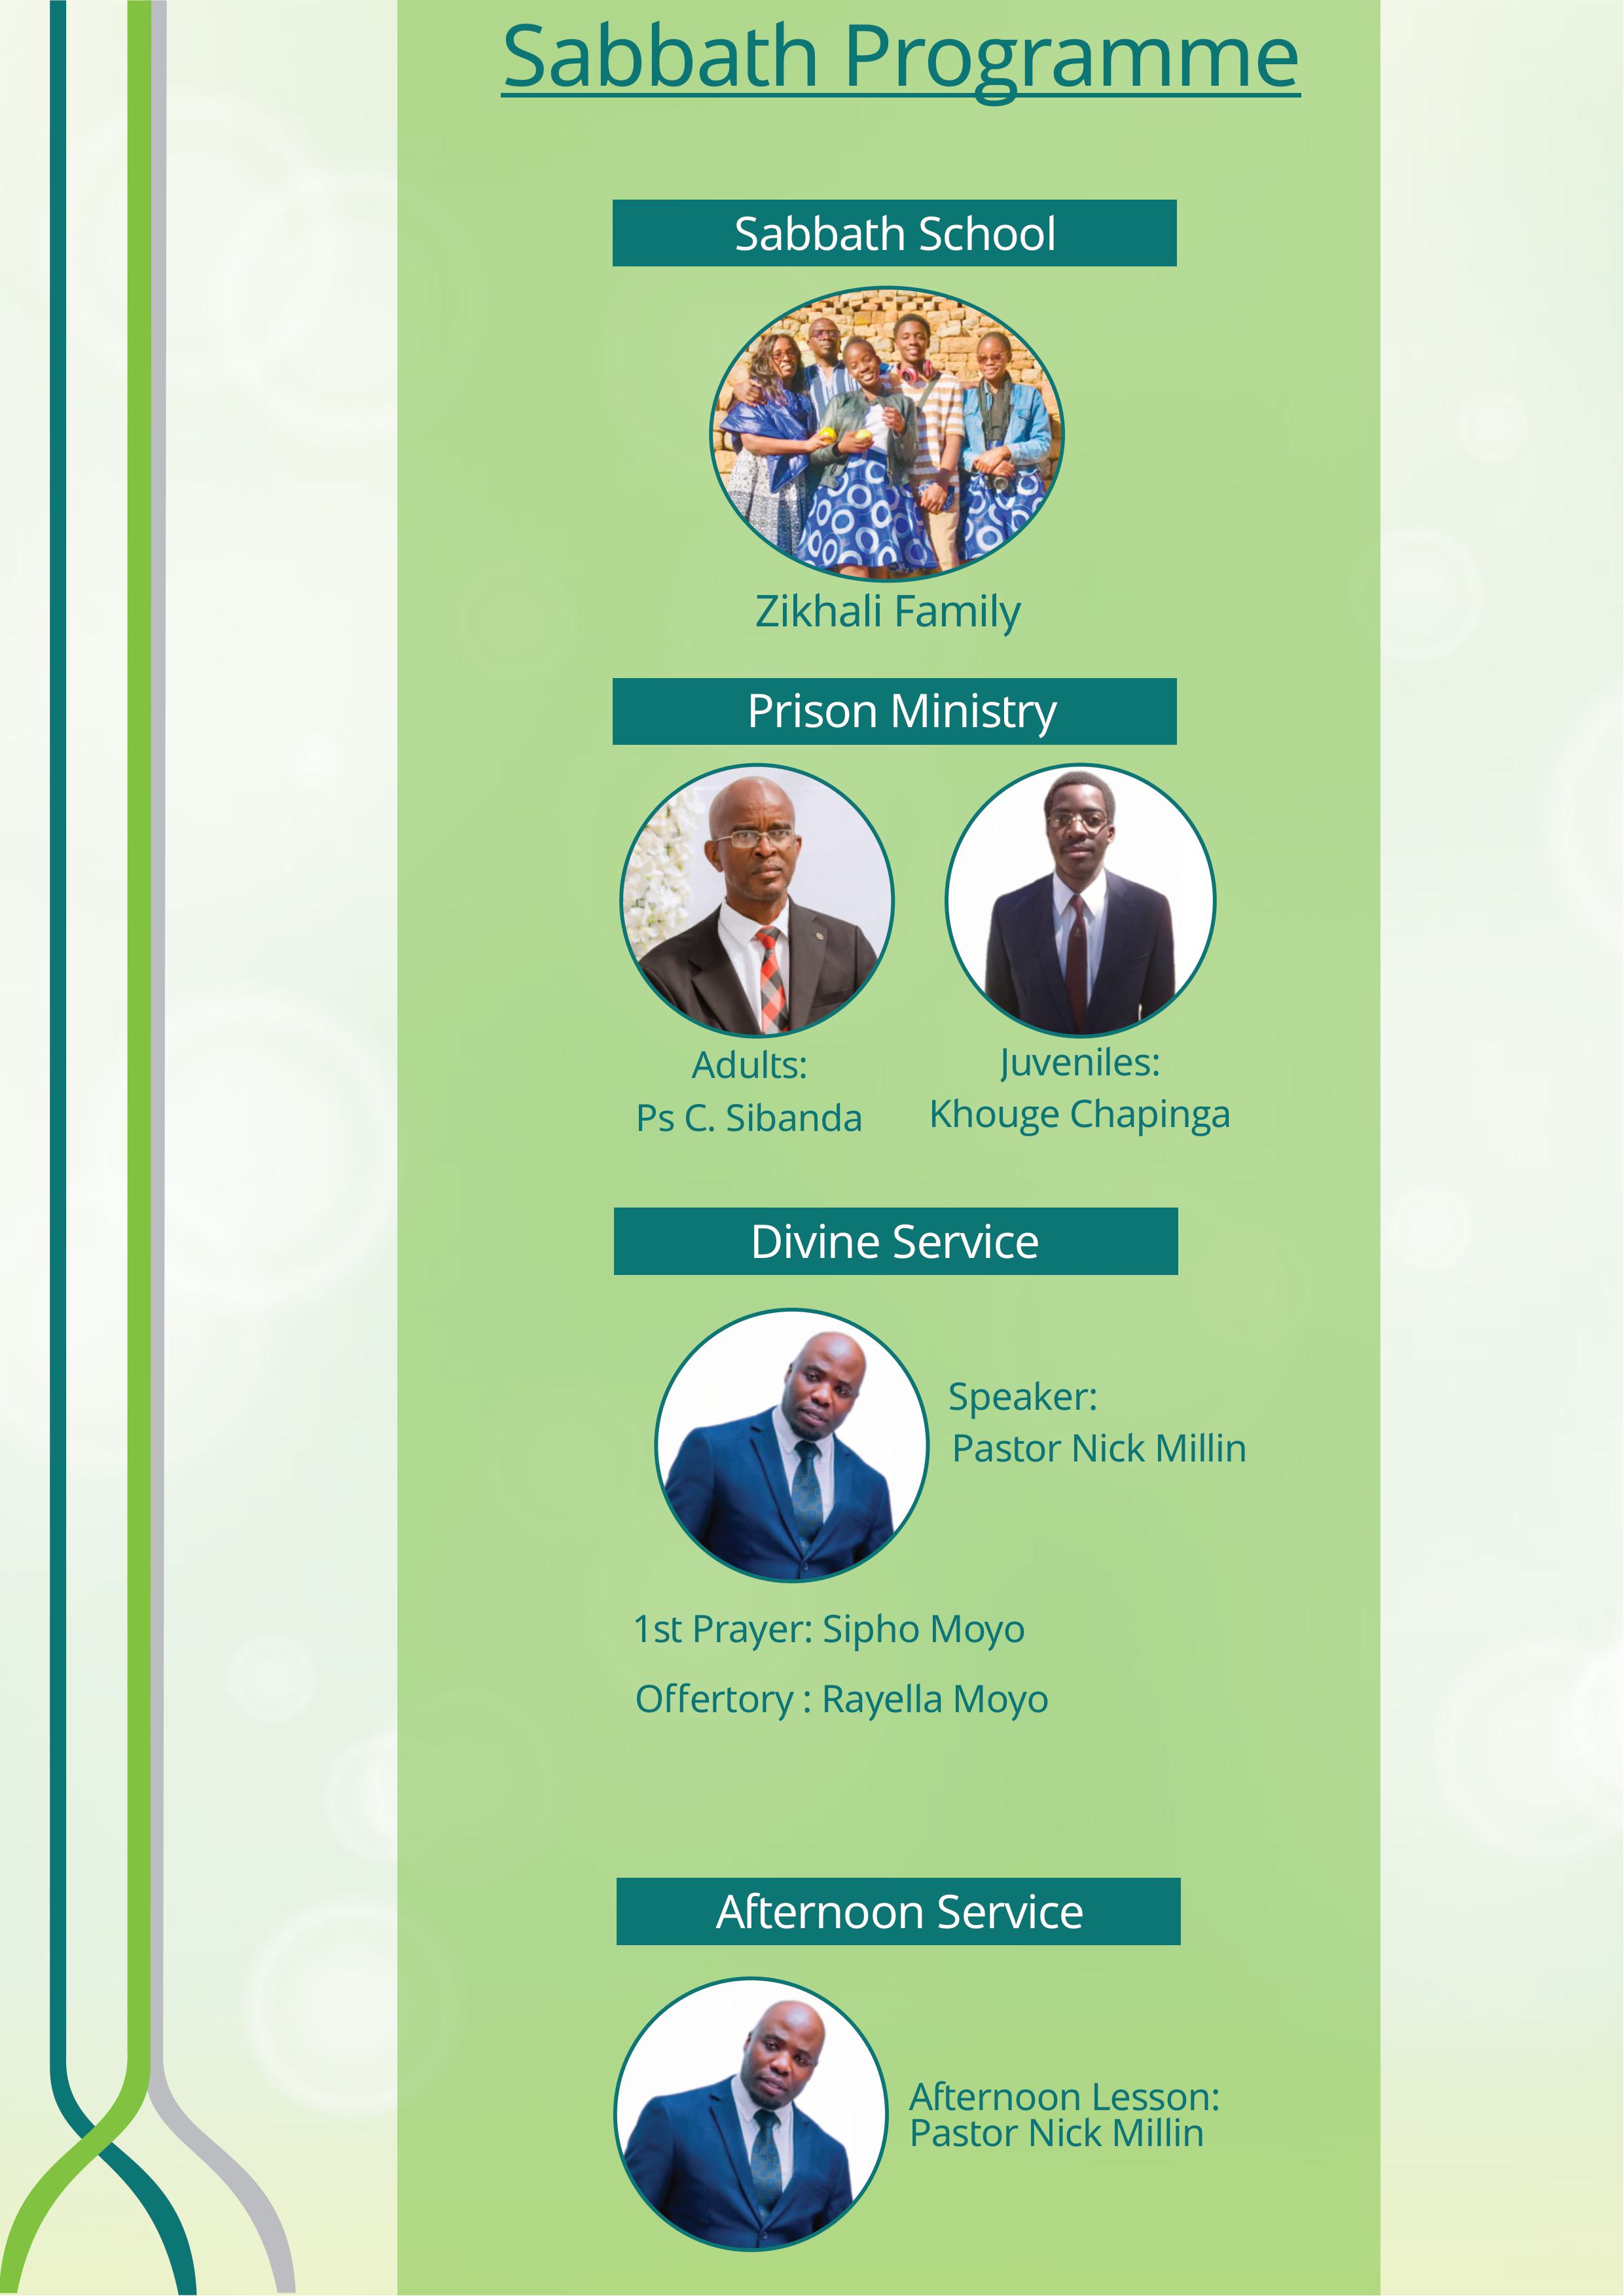 Sabbath Programme
Sabbath School
Zikhali Family
Prison Ministry
Adults:
Ps C. Sibanda
Juveniles:
Khouge Chapinga
Divine Service
Speaker:
Pastor Nick Millin
1st Prayer: Sipho Moyo
Offertory : Rayella Moyo
Afternoon Service
Afternoon Lesson:
Pastor Nick Millin